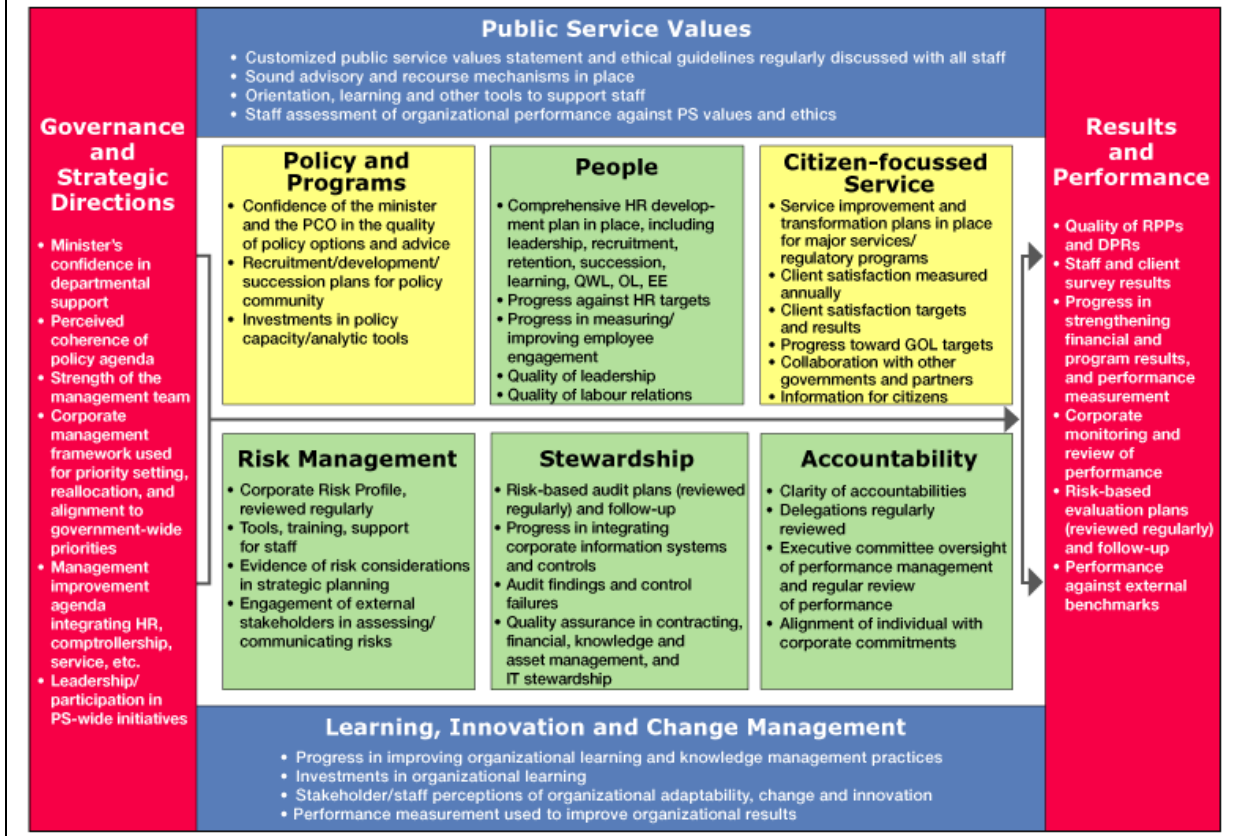 Public Service Values
• Customized public service values statement and ethical guidelines regularly discussed with all staff
• Sound advisory and recourse mechanisms in place
• Orientation, learning and other tools to support staff
• Staff assessment of organizational performance against PS values and ethics
Governance
and
Strategic
Directions
• Minister's
confidence in
departmental
support
• Perceived
coherence of
policy agenda
• Strength of the
management team
• Corporate
management
framework used
for priority setting,
reallocation, and
alignment to
government-wide
priorities
• Management
improvement
agenda
integrating HR,
comptrollership,
service, etc.
• Leadership/
participation in
PS-wide initiatives
Policy and
Programs
• Confidence of the minister
and the PCO in the quality
of policy options and advice
• Recruitment/development/
succession plans for policy
community
• Investments in policy
capacity/analytic tools
People
• Comprehensive HR develop-
ment plan in place, including
leadership, recruitment,
retention, succession,
learning, QWL, OL, EE
• Progress against HR targets
• Progress in measuring/
improving employee
engagement
• Quality of leadership
• Quality of labour relations
Citizen-focussed
Service
• Service improvement and
transformation plans in place
for major services/
regulatory programs
• Client satisfaction measured
annually
• Client satisfaction targets
and results
• Progress toward GOL targets
• Collaboration with other
governments and partners
• Information for citizens
Risk Management
• Corporate Risk Profile,
reviewed regularly
• Tools, training, support
for staff
• Evidence of risk considerations
in strategic planning
• Engagement of external
stakeholders in assessing/
communicating risks
Stewardship
• Risk-based audit plans (reviewed
regularly) and follow-up
• Progress in integrating
corporate information systems
and controls
• Audit findings and control
failures
• Quality assurance in contracting,
financial, knowledge and
asset management, and
IT stewardship
Accountability
• Clarity of accountabilities
• Delegations regularly
reviewed
• Executive committee oversight
of performance management
and regular review
of performance
• Alignment of individual with
corporate commitments
Results
and
Performance
• Quality of RPPs
and DPRs
• Staff and client
survey results
• Progress in
strengthening
financial and
program results,
and performance
measurement
• Corporate
monitoring and
review of
performance
• Risk-based
evaluation plans
(reviewed regularly)
and follow-up
• Performance
against external
benchmarks
Learning, Innovation and Change Management
• Progress in improving organizational learning and knowledge management practices
• Investments in organizational learning
• Stakeholder/staff perceptions of organizational adaptability, change and innovation
• Performance measurement used to improve organizational results